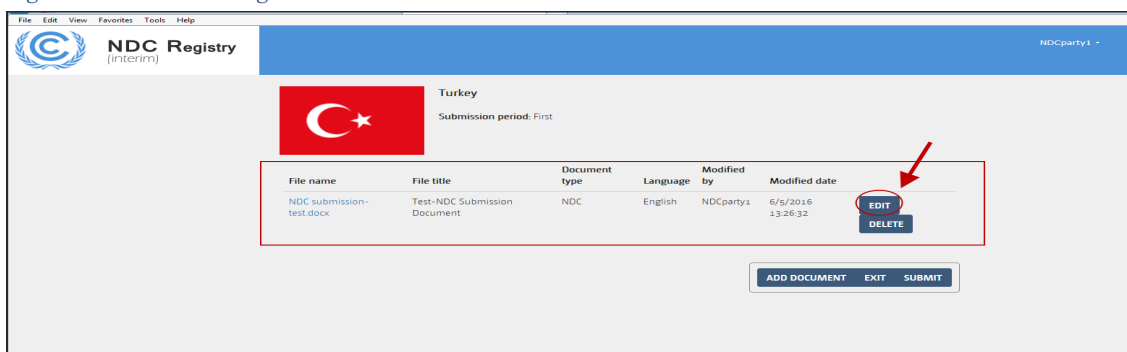 File Edit View Favorites Tools Help
NDC Registry
(interim)
NDCparty1
Turkey
Submission period: First
File name File title Document type Language Modified by Modified date
NDC submission-test.docx Test-NDC Submission Document NDC English NDCparty1 6/5/2016 13:26:32 EDIT
DELETE
ADD DOCUMENT EXIT SUBMIT